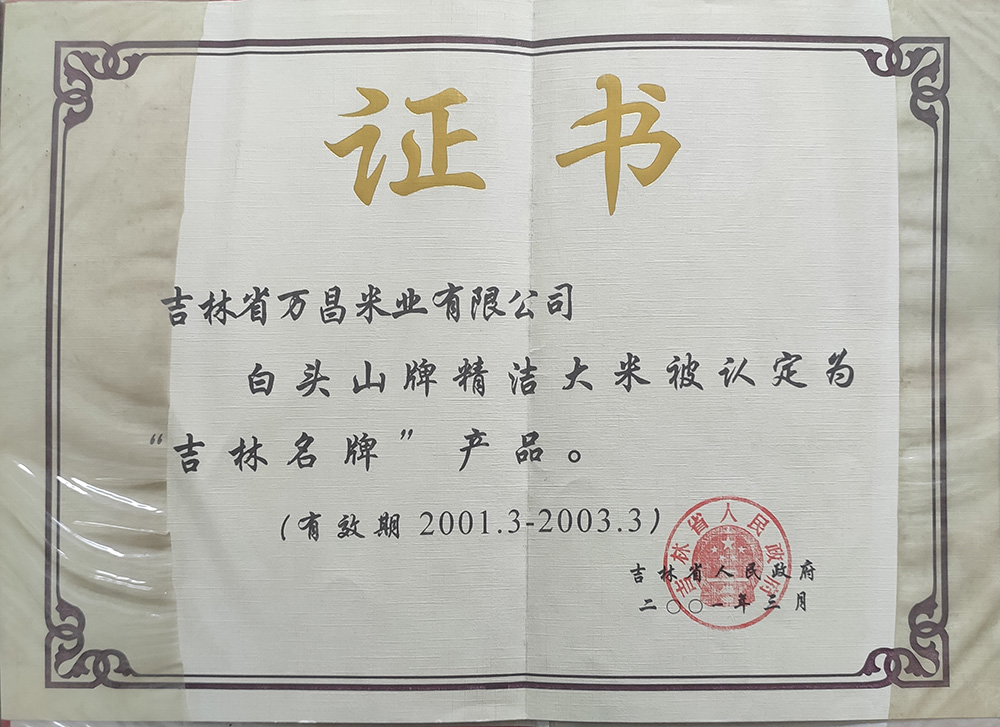 证书
吉林省万昌米业有限公司
白头山牌精洁大米被认定为
“吉林名牌”产品。
(有效期 2001.3-2003.3)
吉林省人民政府
吉林省人民政府
二〇〇一年三月